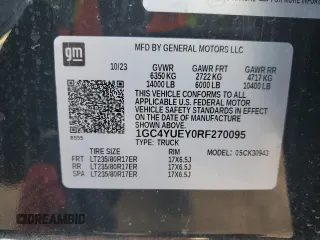 gm
MFD BY GENERAL MOTORS LLC
10/23 GVWR GAWR FRT GAWR RR
6350 KG 2722 KG 4717 KG
14000 LB 6000 LB 10400 LB
THIS VEHICLE CONFORMS TO ALL APPLICABLE
U.S. FEDERAL MOTOR VEHICLE
SAFETY STANDARDS IN EFFECT ON THE DATE OF
MANUFACTURE SHOWN ABOVE.
1GC4YUEY0RF270095
TYPE: TRUCK
TIRE SIZE RIM MODEL: 05CK30943
FRT LT235/80R17ER 17X6.5J
RR LT235/80R17ER 17X6.5J
SPA LT235/80R17ER 17X6.5J
AUTOBIDMASTER